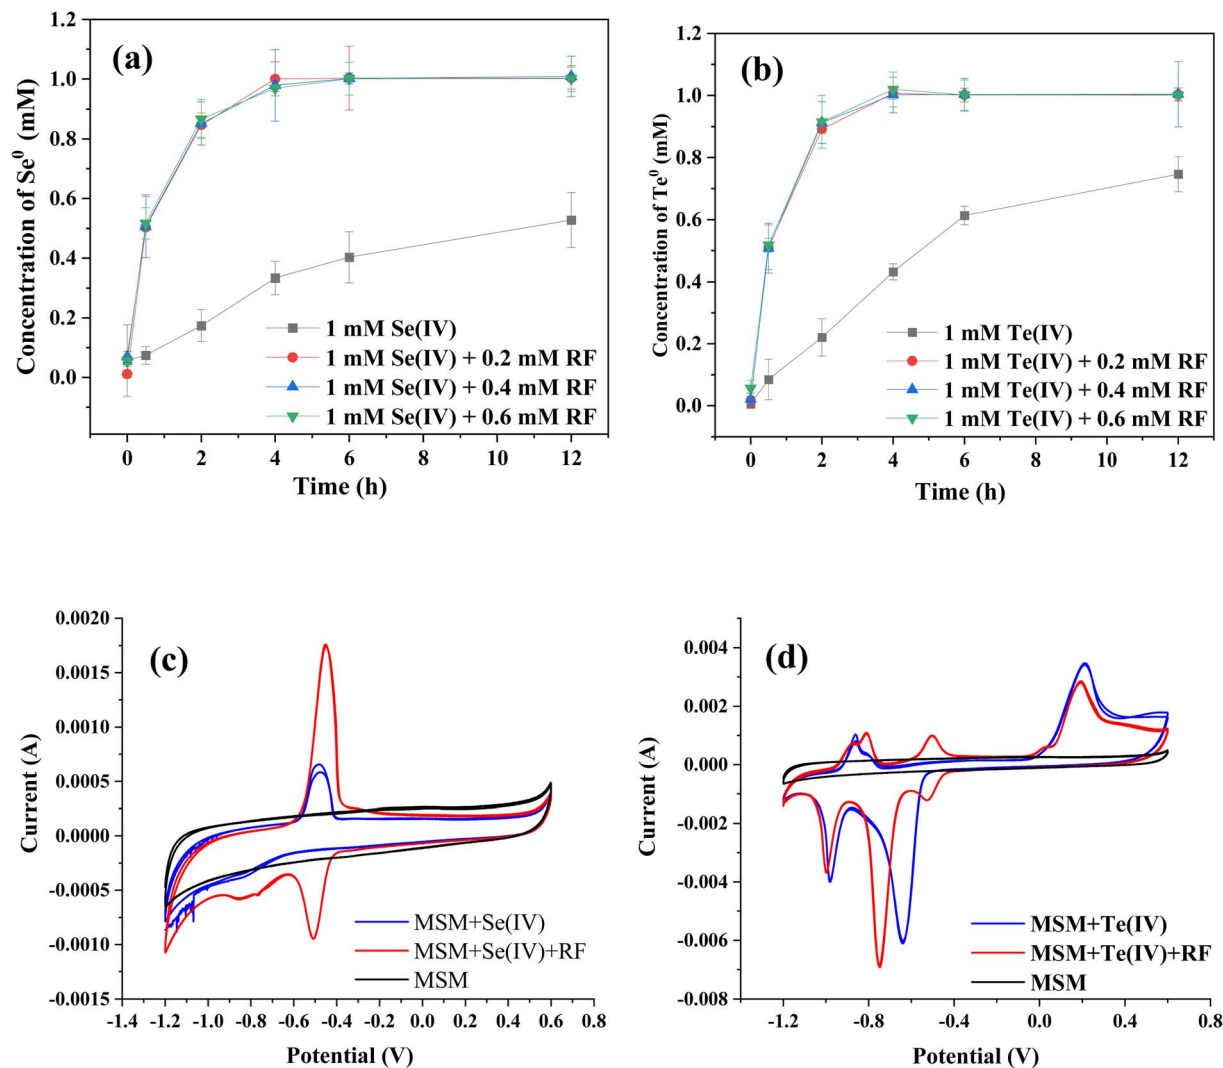 (a)
Concentration of Se⁰ (mM)
1.2
1.0
0.8
0.6
0.4
0.2
0.0
1 mM Se(IV)
1 mM Se(IV) + 0.2 mM RF
1 mM Se(IV) + 0.4 mM RF
1 mM Se(IV) + 0.6 mM RF
0 2 4 6 8 10 12
Time (h)
(b)
Concentration of Te⁰ (mM)
1.2
1.0
0.8
0.6
0.4
0.2
0.0
1 mM Te(IV)
1 mM Te(IV) + 0.2 mM RF
1 mM Te(IV) + 0.4 mM RF
1 mM Te(IV) + 0.6 mM RF
0 2 4 6 8 10 12
Time (h)
(c)
Current (A)
0.0020
0.0015
0.0010
0.0005
0.0000
-0.0005
-0.0010
-0.0015
MSM+Se(IV)
MSM+Se(IV)+RF
MSM
-1.4 -1.2 -1.0 -0.8 -0.6 -0.4 -0.2 0.0 0.2 0.4 0.6 0.8
Potential (V)
(d)
Current (A)
0.004
0.002
0.000
-0.002
-0.004
-0.006
-0.008
MSM+Te(IV)
MSM+Te(IV)+RF
MSM
-1.2 -0.8 -0.4 0.0 0.4 0.8
Potential (V)